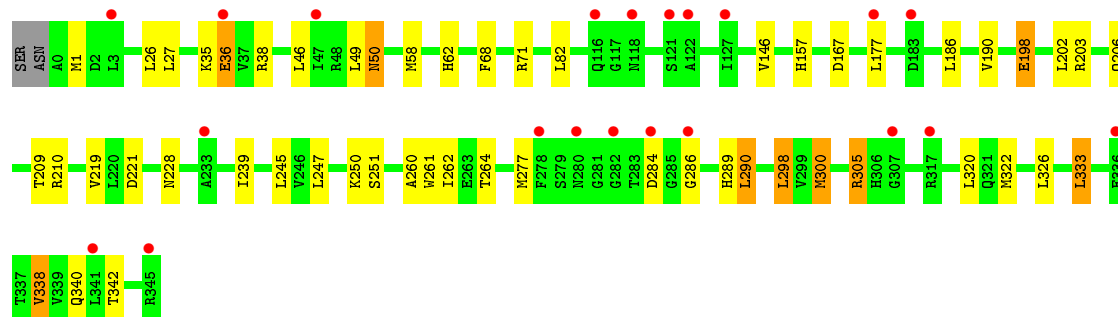 SER ASN A0 M1 D2 L3 L26 L27 K35 E36 V37 R38 L46 I47 R48 L49 N50 M58 H62 F68 R71 L82 Q116 G117 N118 S121 A122 I127 V146 H157 D167 L177 D183 L186 V190 E198 L202 R203 Q206
T209 R210 V219 L220 D221 N228 A233 I239 L245 V246 L247 K250 S251 A260 W261 I262 E263 T264 M277 F278 S279 N280 G281 G282 T283 D284 G285 G286 H289 L290 L298 V299 M300 R305 H306 G307 R317 L320 Q321 M322 L326 L333 E336
T337 V338 V339 Q340 L341 T342 R345